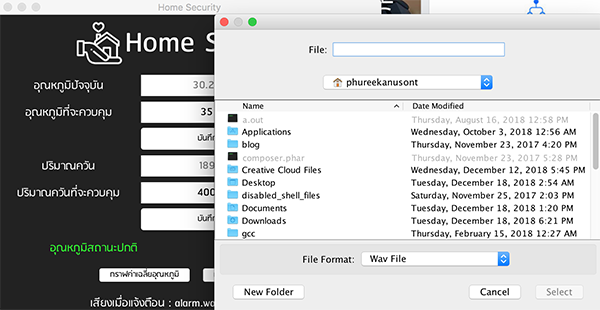 Home Security
Home S
อุณหภูมิปัจจุบัน
30.2
อุณหภูมิที่จะควบคุม
35
ปริมาณควัน
189
ปริมาณควันที่จะควบคุม
400
อุณหภูมิสถานะปกติ
กราฟค่าเฉลี่ยอุณหภูมิ
เสียงเมื่อแจ้งตือน : alarm.wa
File:
phureekanusont
Name Date Modified
a.out Thursday, August 16, 2018 12:58 PM
Applications Wednesday, October 3, 2018 12:56 AM
blog Thursday, November 23, 2017 4:20 PM
composer.phar Thursday, November 23, 2017 5:28 PM
Creative Cloud Files Wednesday, December 12, 2018 5:45 PM
Desktop Tuesday, December 18, 2018 2:54 AM
disabled_shell_files Saturday, November 25, 2017 2:03 PM
Documents Tuesday, December 18, 2018 1:20 PM
Downloads Tuesday, December 18, 2018 6:21 PM
gcc Thursday, February 15, 2018 12:27 AM
File Format: Wav File
New Folder Cancel Select